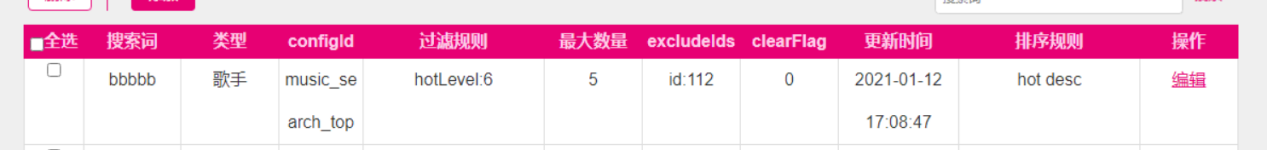 全选 搜索词 类型 configId 过滤规则 最大数量 excludeIds clearFlag 更新时间 排序规则 操作
bbbbb 歌手 music_se hotLevel:6 5 id:112 0 2021-01-12 hot desc 编辑
arch_top 17:08:47